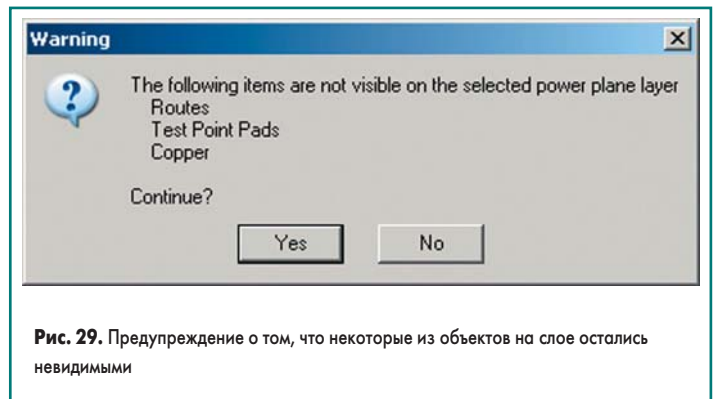 Warning
The following items are not visible on the selected power plane layer
Routes
Test Point Pads
Copper
Continue?
Yes
No
Рис. 29. Предупреждение о том, что некоторые из объектов на слое остались
невидимыми